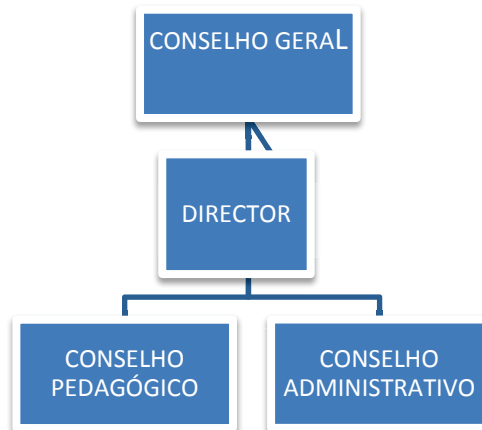 CONSELHO GERAL
DIRECTOR
CONSELHO
PEDAGÓGICO
CONSELHO
ADMINISTRATIVO